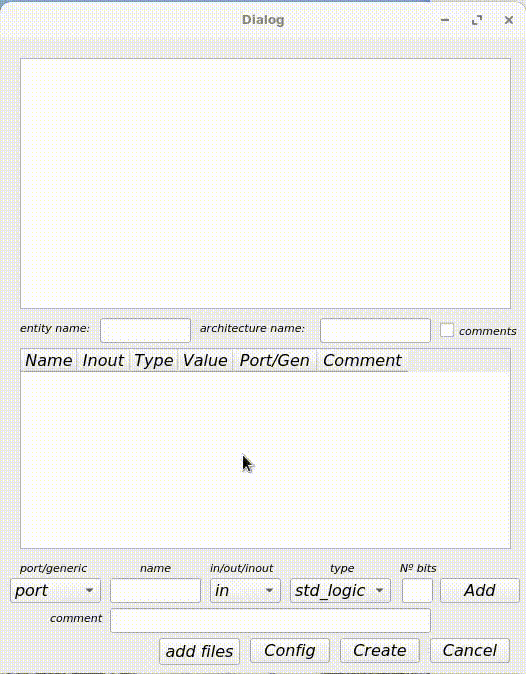 Dialog
entity name: architecture name: comments
Name Inout Type Value Port/Gen Comment
port/generic name in/out/inout type Nº bits
port in std_logic Add
comment
add files Config Create Cancel